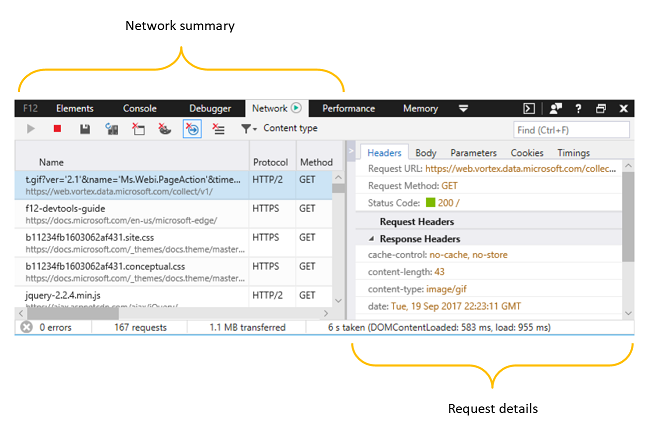 Network summary
F12 Elements Console Debugger Network Performance Memory ?
Content type
Find (Ctrl+F)
Name Protocol Method
t.gif?ver='2.1'&name='Ms.Webi.PageAction'&time... HTTP/2 GET
https://web.vortex.data.microsoft.com/collect/v1/
f12-devtools-guide HTTPS GET
https://docs.microsoft.com/en-us/microsoft-edge/
b11234fb1603062af431.site.css HTTPS GET
https://docs.microsoft.com/_themes/docs.theme/master...
b11234fb1603062af431.conceptual.css HTTPS GET
https://docs.microsoft.com/_themes/docs.theme/master...
jquery-2.2.4.min.js HTTP/2 GET
https://ajax.aspnetcdn.com/ajax/jQuery/
Headers Body Parameters Cookies Timings
Request URL: https://web.vortex.data.microsoft.com/collec...
Request Method: GET
Status Code: 200 /
Request Headers
Response Headers
cache-control: no-cache, no-store
content-length: 43
content-type: image/gif
date: Tue, 19 Sep 2017 22:23:11 GMT
0 errors 167 requests 1.1 MB transferred 6 s taken (DOMContentLoaded: 583 ms, load: 955 ms)
Request details